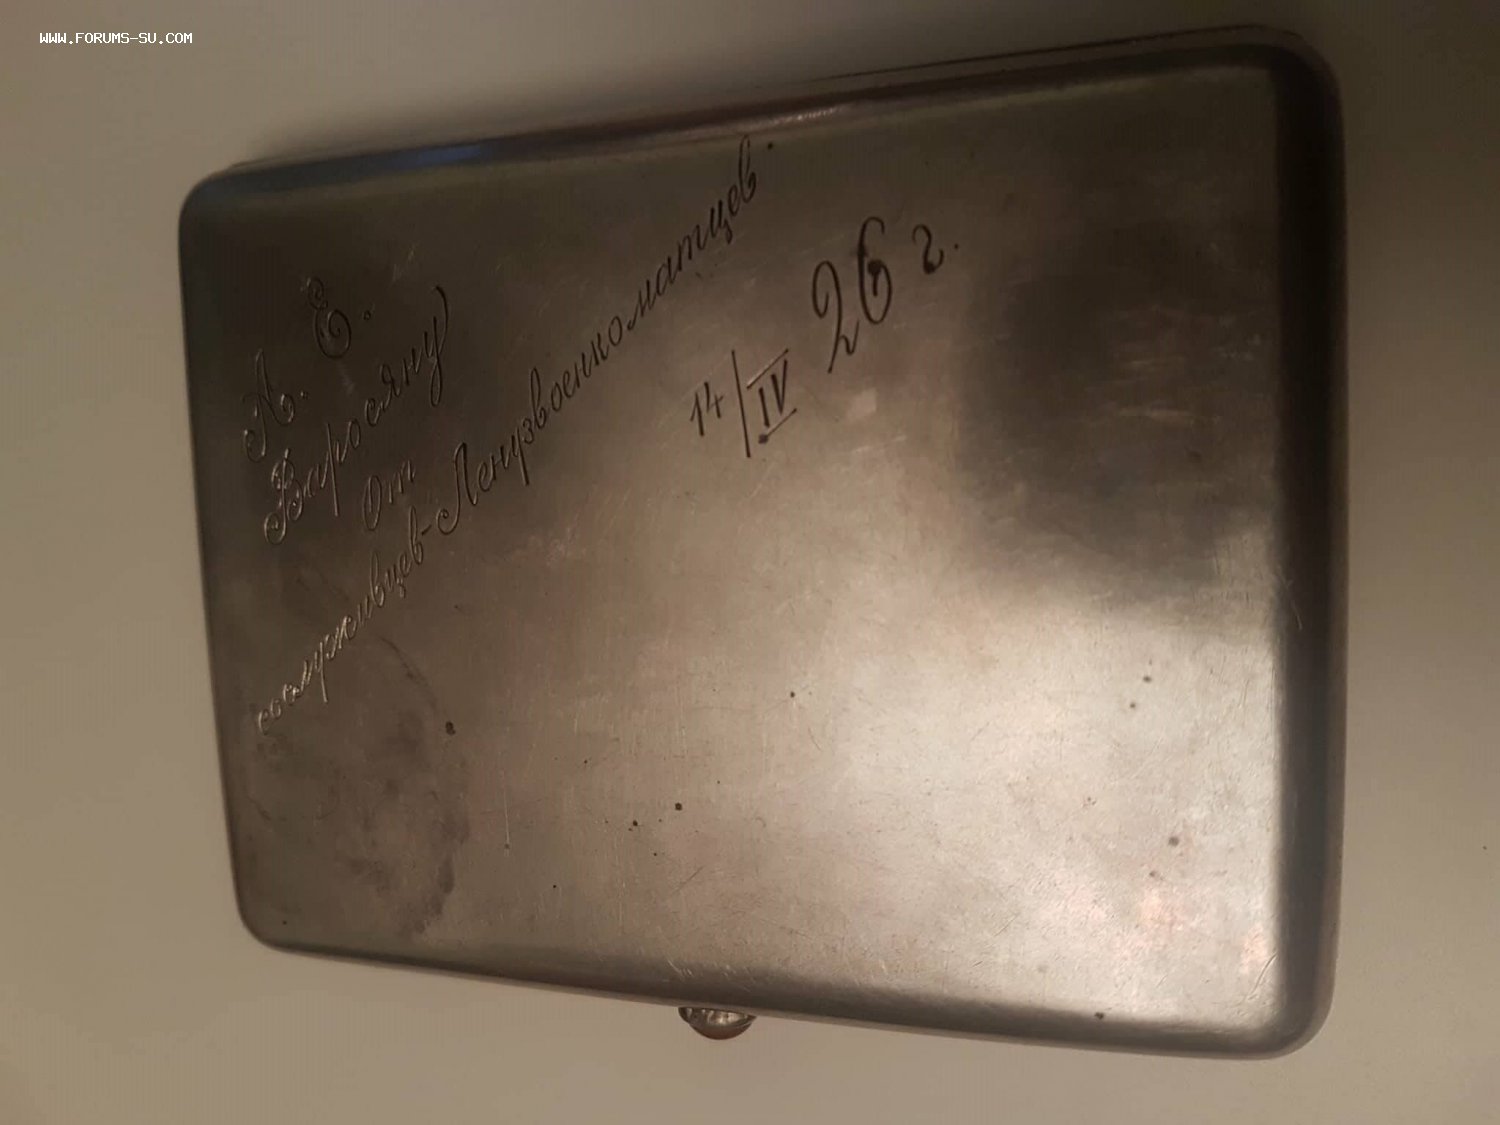 WWW.FORUMS-SU.COM
А. Е.
Варосяну
От
сослуживцев-Ленузвоенкоматцев.
14/IV 26 г.